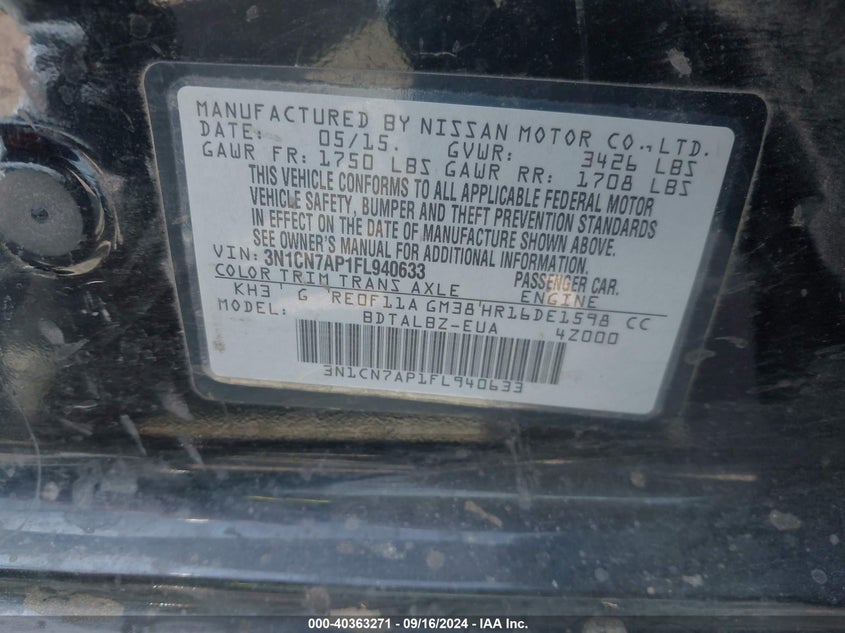 MANUFACTURED BY NISSAN MOTOR CO.,LTD.
DATE: 05/15. GVWR: 3426 LBS
GAWR FR: 1750 LBS GAWR RR: 1708 LBS
THIS VEHICLE CONFORMS TO ALL APPLICABLE FEDERAL MOTOR
VEHICLE SAFETY, BUMPER AND THEFT PREVENTION STANDARDS
IN EFFECT ON THE DATE OF MANUFACTURE SHOWN ABOVE.
SEE OWNER'S MANUAL FOR ADDITIONAL INFORMATION.
VIN: 3N1CN7AP1FL940633 PASSENGER CAR.
COLOR TRIM TRANS AXLE ENGINE
KH3 G RE0F11A GM38 HR16DE1598 CC
MODEL: BDTALBZ-EUA 4Z000
3N1CN7AP1FL940633
000-40363271 - 09/16/2024 - IAA Inc.